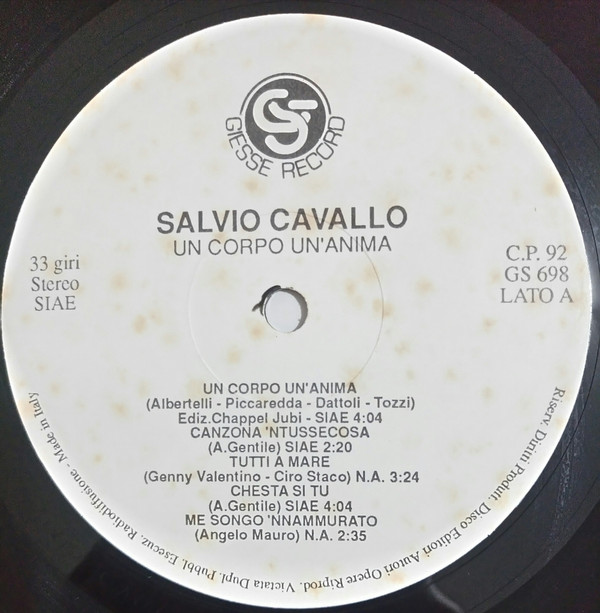 GS
GIESSE RECORD
SALVIO CAVALLO
UN CORPO UN'ANIMA
33 giri
Stereo
SIAE
C.P. 92
GS 698
LATO A
UN CORPO UN'ANIMA
(Albertelli - Piccaredda - Dattoli - Tozzi)
Ediz.Chappel Jubi - SIAE 4:04
CANZONA 'NTUSSECOSA
(A.Gentile) SIAE 2:20
TUTTI A MARE
(Genny Valentino - Ciro Staco) N.A. 3:24
CHESTA SI TU
(A.Gentile) SIAE 4:04
ME SONGO 'NNAMMURATO
(Angelo Mauro) N.A. 2:35
Riserv. Diritti Produtt. Disco Editori Autori Opere Riprod. Vietata Dupl. Pubbl. Esecuz. Radiodiffusione - Made in Italy